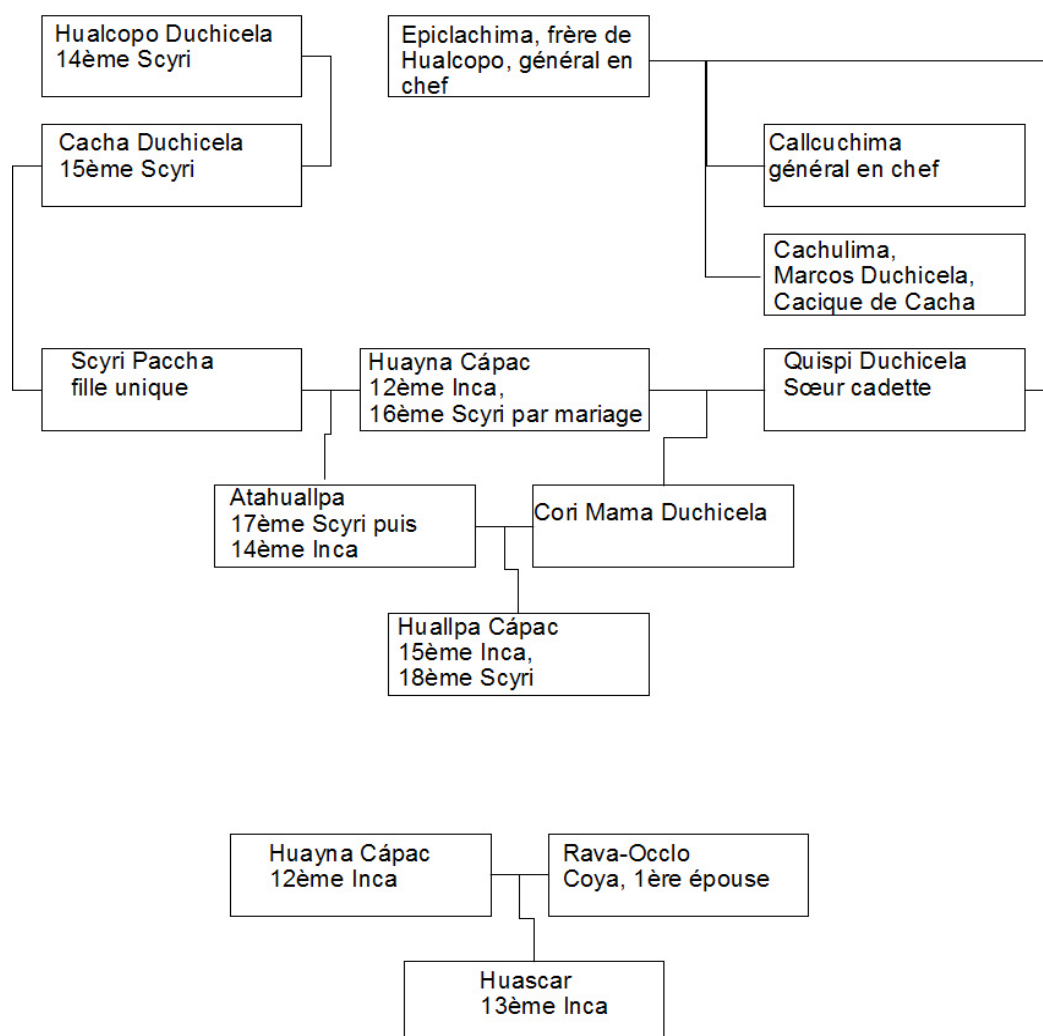 Hualcopo Duchicela
14ème Scyri
Epiclachima, frère de
Hualcopo, général en
chef
Cacha Duchicela
15ème Scyri
Callcuchima
général en chef
Cachulima,
Marcos Duchicela,
Cacique de Cacha
Scyri Paccha
fille unique
Huayna Cápac
12ème Inca,
16ème Scyri par mariage
Quispi Duchicela
Sœur cadette
Atahuallpa
17ème Scyri puis
14ème Inca
Cori Mama Duchicela
Huallpa Cápac
15ème Inca,
18ème Scyri
Huayna Cápac
12ème Inca
Rava-Occlo
Coya, 1ère épouse
Huascar
13ème Inca